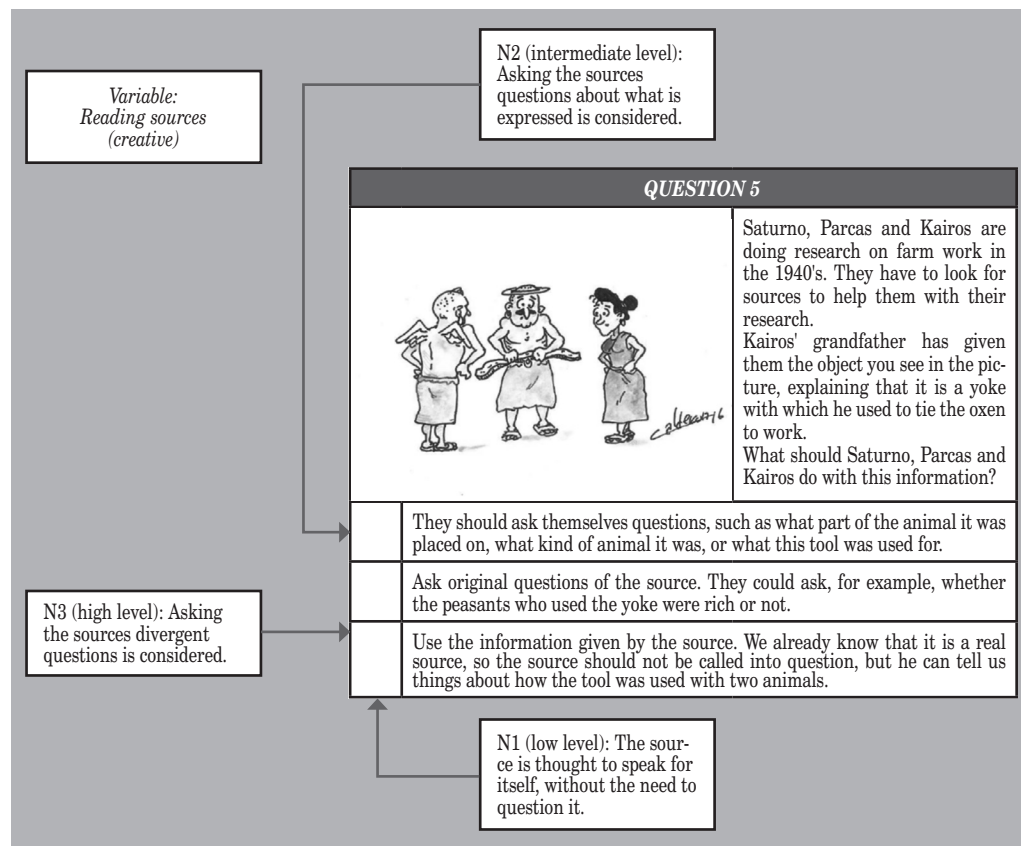 N2 (intermediate level):
Asking the sources
questions about what is
expressed is considered.
Variable:
Reading sources
(creative)
QUESTION 5
Saturno, Parcas and Kairos are
doing research on farm work in
the 1940's. They have to look for
sources to help them with their
research.
Kairos' grandfather has given
them the object you see in the pic-
ture, explaining that it is a yoke
with which he used to tie the oxen
to work.
What should Saturno, Parcas and
Kairos do with this information?
They should ask themselves questions, such as what part of the animal it was
placed on, what kind of animal it was, or what this tool was used for.
Ask original questions of the source. They could ask, for example, whether
the peasants who used the yoke were rich or not.
N3 (high level): Asking
the sources divergent
questions is considered.
Use the information given by the source. We already know that it is a real
source, so the source should not be called into question, but he can tell us
things about how the tool was used with two animals.
N1 (low level): The sour-
ce is thought to speak for
itself, without the need to
question it.